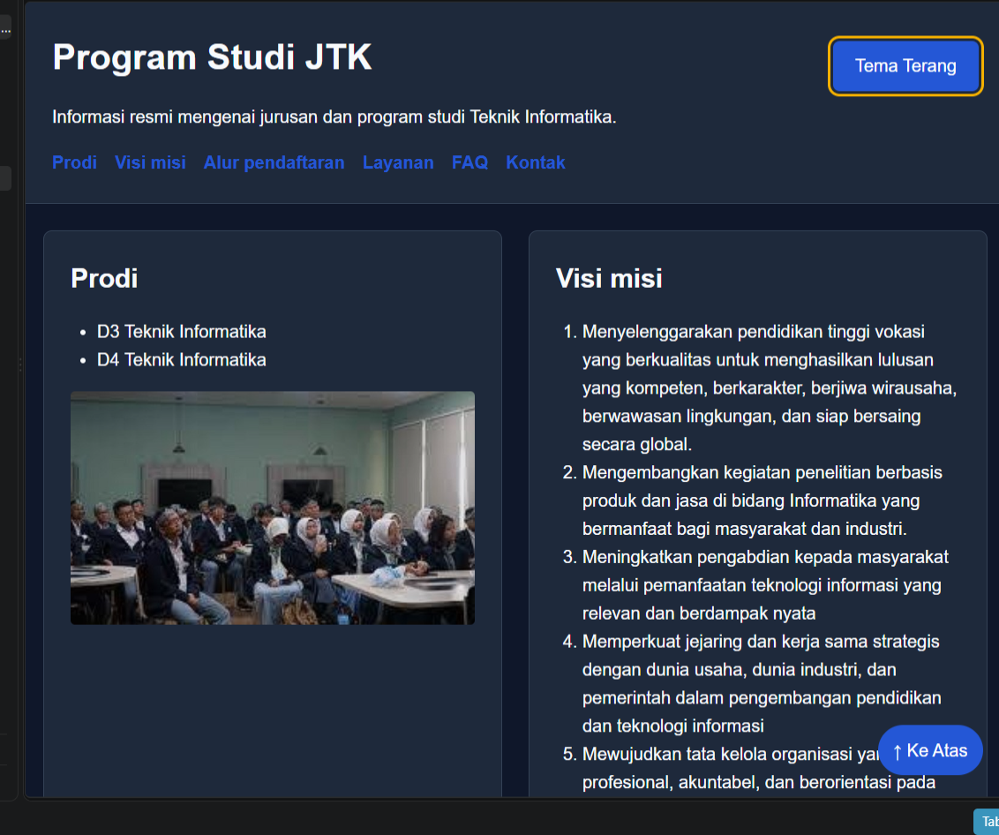 ...
Program Studi JTK
Tema Terang
Informasi resmi mengenai jurusan dan program studi Teknik Informatika.
Prodi Visi misi Alur pendaftaran Layanan FAQ Kontak
Prodi
• D3 Teknik Informatika
• D4 Teknik Informatika
Visi misi
1. Menyelenggarakan pendidikan tinggi vokasi
yang berkualitas untuk menghasilkan lulusan
yang kompeten, berkarakter, berjiwa wirausaha,
berwawasan lingkungan, dan siap bersaing
secara global.
2. Mengembangkan kegiatan penelitian berbasis
produk dan jasa di bidang Informatika yang
bermanfaat bagi masyarakat dan industri.
3. Meningkatkan pengabdian kepada masyarakat
melalui pemanfaatan teknologi informasi yang
relevan dan berdampak nyata
4. Memperkuat jejaring dan kerja sama strategis
dengan dunia usaha, dunia industri, dan
pemerintah dalam pengembangan pendidikan
dan teknologi informasi
5. Mewujudkan tata kelola organisasi
profesional, akuntabel, dan berorientasi pada
↑ Ke Atas